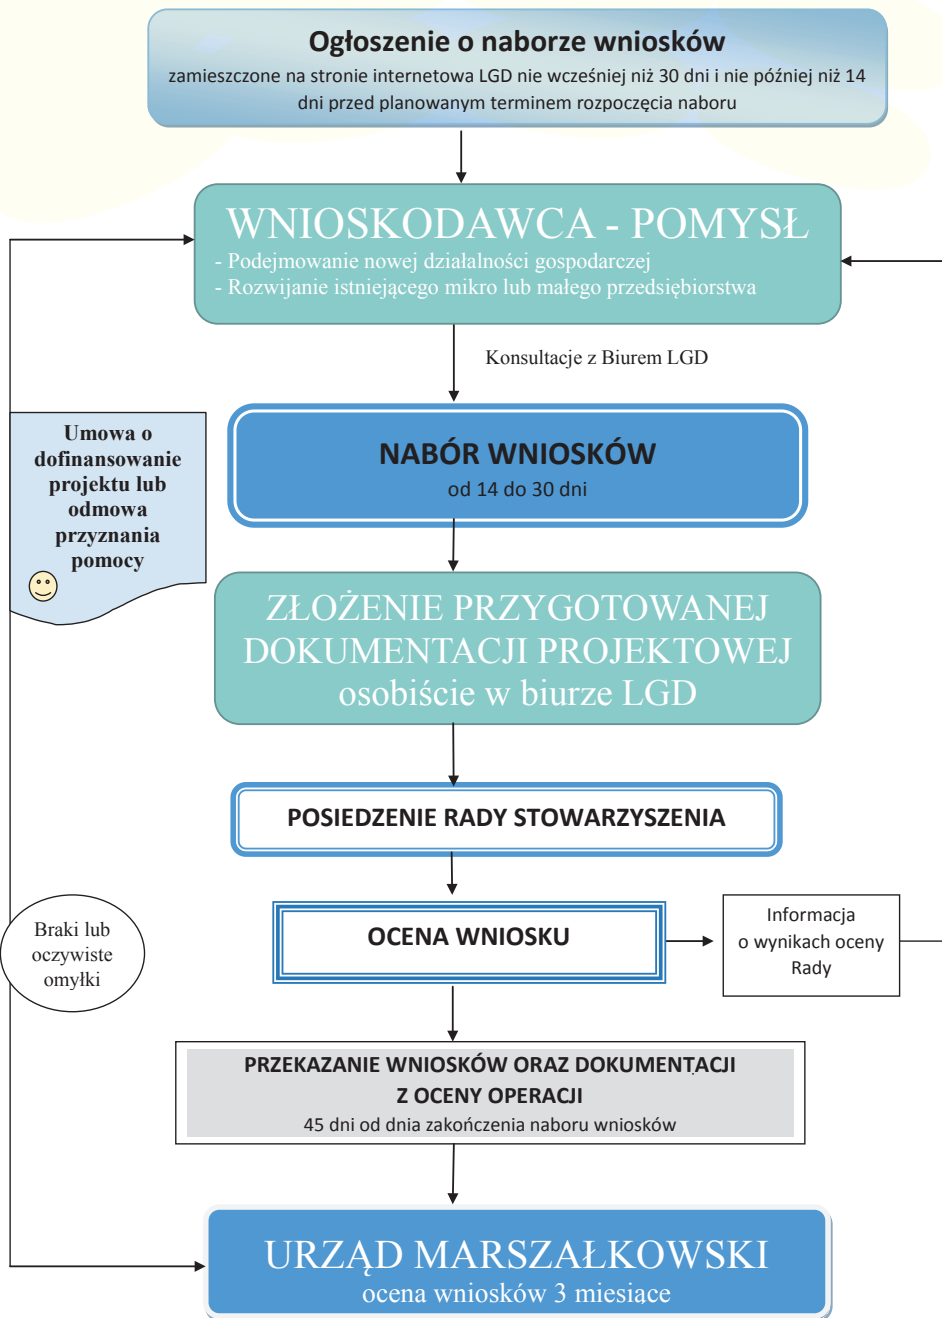 Ogłoszenie o naborze wniosków
zamieszczone na stronie internetowa LGD nie wcześniej niż 30 dni i nie później niż 14
dni przed planowanym terminem rozpoczęcia naboru
WNIOSKODAWCA - POMYSŁ
- Podejmowanie nowej działalności gospodarczej
- Rozwijanie istniejącego mikro lub małego przedsiębiorstwa
Konsultacje z Biurem LGD
Umowa o
dofinansowanie
projektu lub
odmowa
przyznania
pomocy
NABÓR WNIOSKÓW
od 14 do 30 dni
ZŁOŻENIE PRZYGOTOWANEJ
DOKUMENTACJI PROJEKTOWEJ
osobiście w biurze LGD
POSIEDZENIE RADY STOWARZYSZENIA
OCENA WNIOSKU
Informacja
o wynikach oceny
Rady
Braki lub
oczywiste
omyłki
PRZEKAZANIE WNIOSKÓW ORAZ DOKUMENTACJI
Z OCENY OPERACJI
45 dni od dnia zakończenia naboru wniosków
URZĄD MARSZAŁKOWSKI
ocena wniosków 3 miesiące